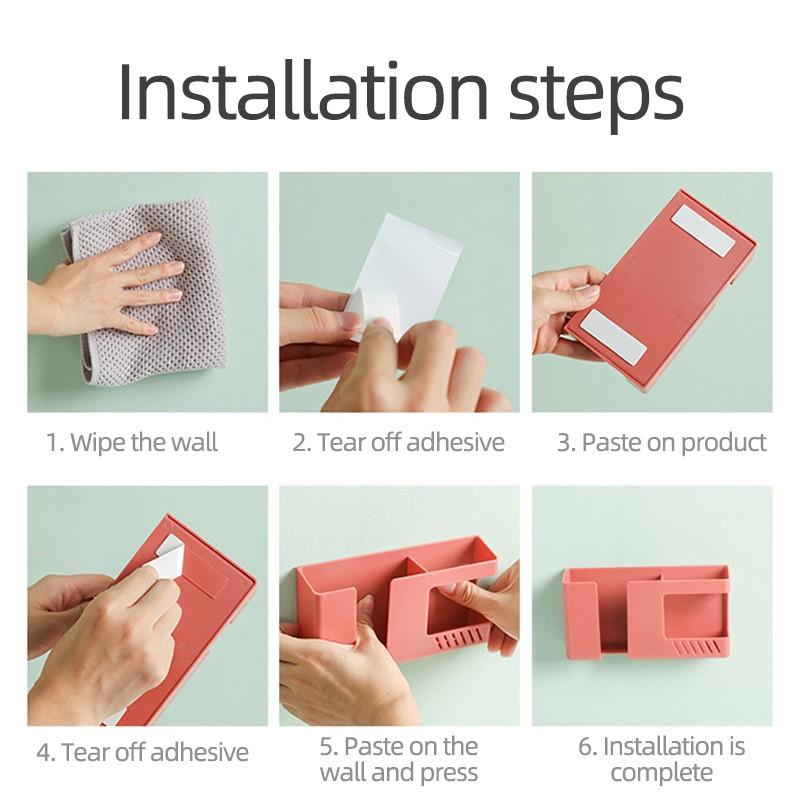 Installation steps
1. Wipe the wall
2. Tear off adhesive
3. Paste on product
4. Tear off adhesive
5. Paste on the
wall and press
6. Installation is
complete